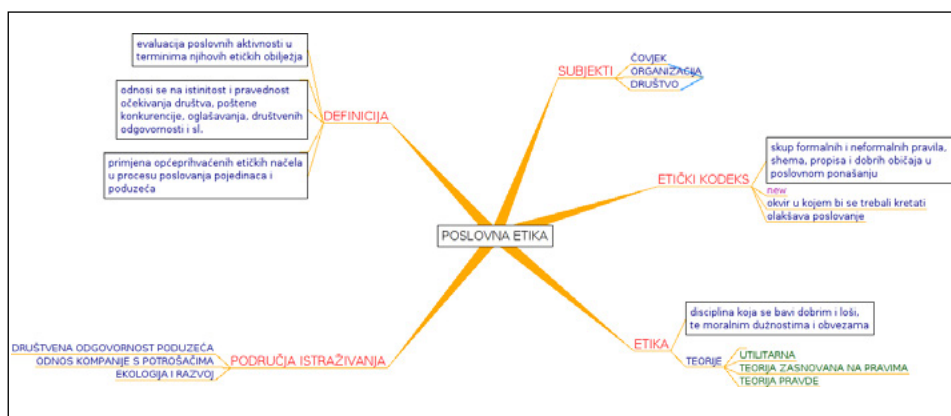 POSLOVNA ETIKA
DEFINICIJA
evaluacija poslovnih aktivnosti u
terminima njihovih etičkih obilježja
odnosi se na istinitost i pravednost
očekivanja društva, poštene
konkurencije, oglašavanja, društvenih
odgovornosti i sl.
primjena općeprihvaćenih etičkih načela
u procesu poslovanja pojedinaca i
poduzeća
SUBJEKTI
ČOVJEK
ORGANIZACIJA
DRUŠTVO
ETIČKI KODEKS
skup formalnih i neformalnih pravila,
shema, propisa i dobrih običaja u
poslovnom ponašanju
new
okvir u kojem bi se trebali kretati
olakšava poslovanje
ETIKA
disciplina koja se bavi dobrim i loši,
te moralnim dužnostima i obvezama
TEORIJE
UTILITARNA
TEORIJA ZASNOVANA NA PRAVIMA
TEORIJA PRAVDE
PODRUČJA ISTRAŽIVANJA
DRUŠTVENA ODGOVORNOST PODUZEĆA
ODNOS KOMPANIJE S POTROŠAČIMA
EKOLOGIJA I RAZVOJ